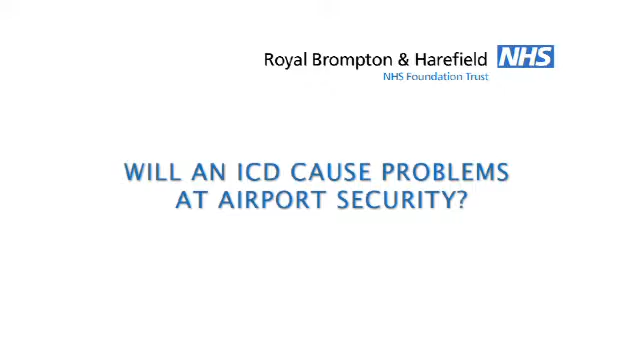 Royal Brompton & Harefield NHS
NHS Foundation Trust
WILL AN ICD CAUSE PROBLEMS
AT AIRPORT SECURITY?